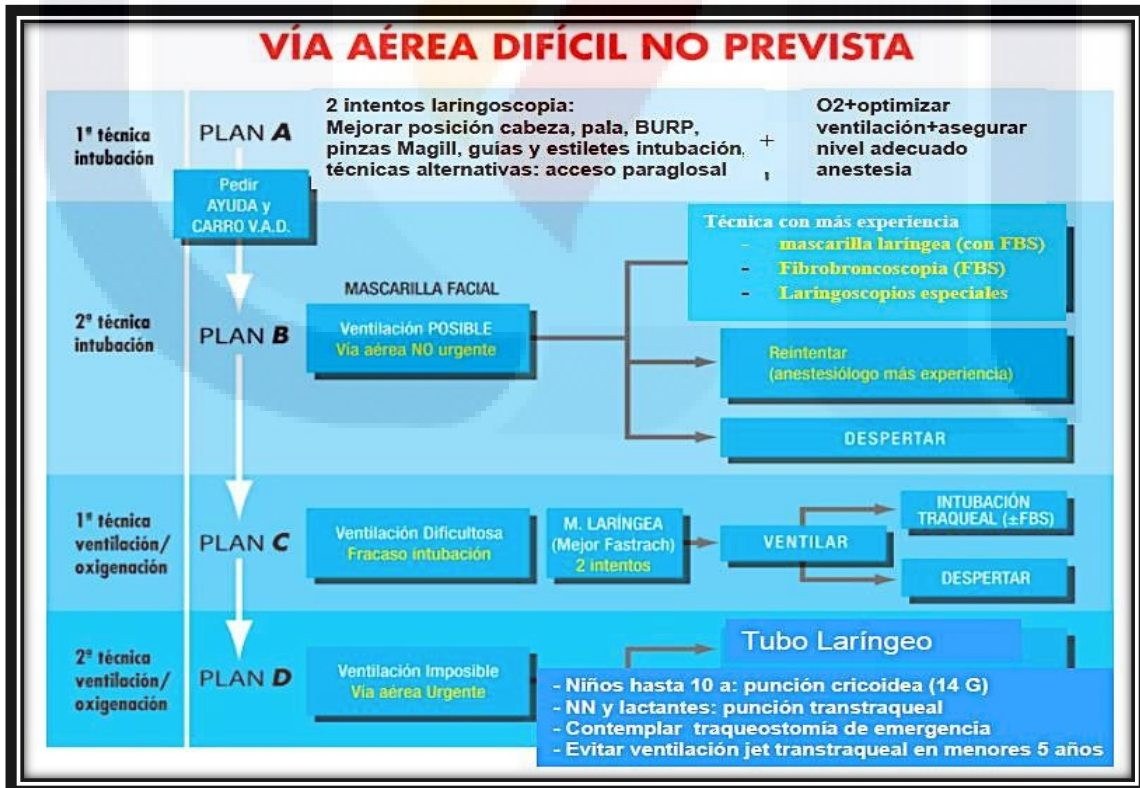 VÍA AÉREA DIFÍCIL NO PREVISTA
1ª técnica
intubación
PLAN A
2 intentos laringoscopia:
Mejorar posición cabeza, pala, BURP,
pinzas Magill, guías y estiletes intubación,
técnicas alternativas: acceso paraglosal
+
O2+optimizar
ventilación+asegurar
nivel adecuado
anestesia
Pedir
AYUDA y
CARRO V.A.D.
2ª técnica
intubación
PLAN B
MASCARILLA FACIAL
Ventilación POSIBLE
Vía aérea NO urgente
Técnica con más experiencia
- mascarilla laríngea (con FBS)
- Fibrobroncoscopia (FBS)
- Laringoscopios especiales
Reintentar
(anestesiólogo más experiencia)
DESPERTAR
1ª técnica
ventilación/
oxigenación
PLAN C
Ventilación Dificultosa
Fracaso intubación
M. LARÍNGEA
(Mejor Fastrach)
2 intentos
VENTILAR
INTUBACIÓN
TRAQUEAL (±FBS)
DESPERTAR
2ª técnica
ventilación/
oxigenación
PLAN D
Ventilación Imposible
Vía aérea Urgente
Tubo Laríngeo
- Niños hasta 10 a: punción cricoidea (14 G)
- NN y lactantes: punción transtraqueal
- Contemplar traqueostomía de emergencia
- Evitar ventilación jet transtraqueal en menores 5 años